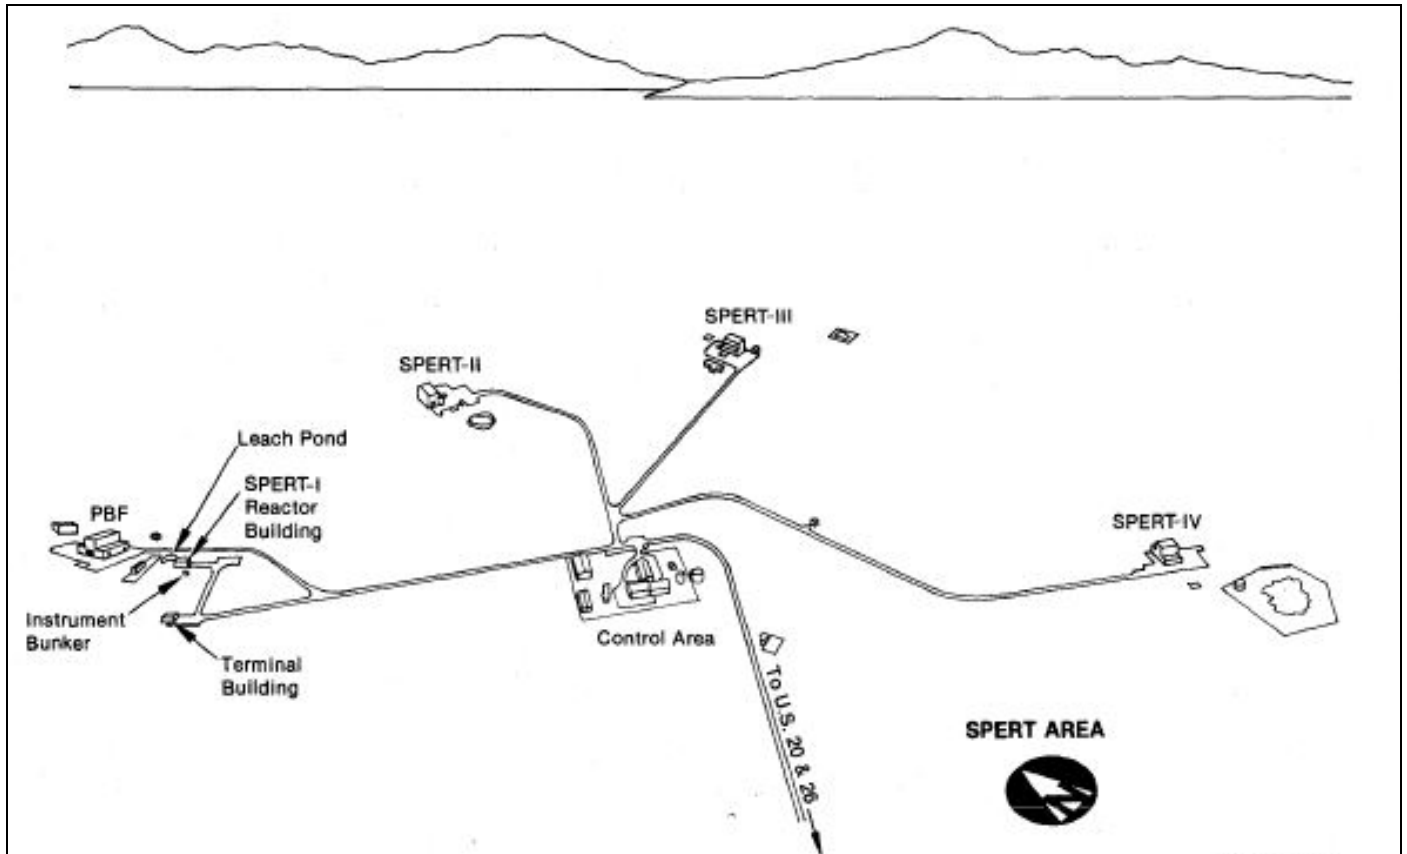 SPERT-III
SPERT-II
Leach Pond
SPERT-I
Reactor
Building
PBF
SPERT-IV
Instrument
Bunker
Control Area
Terminal
Building
To U.S. 20 & 26
SPERT AREA
N